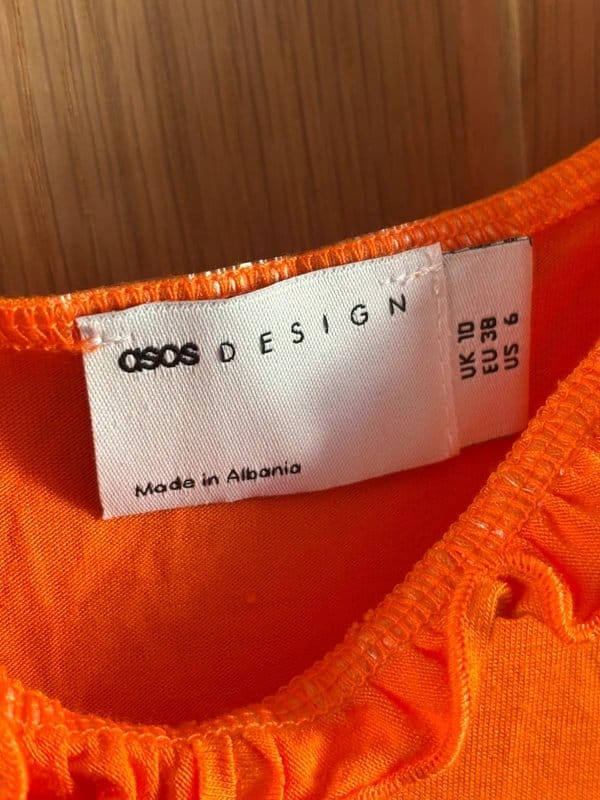 asos DESIGN
Made in Albania
UK 10
EU 38
US 6